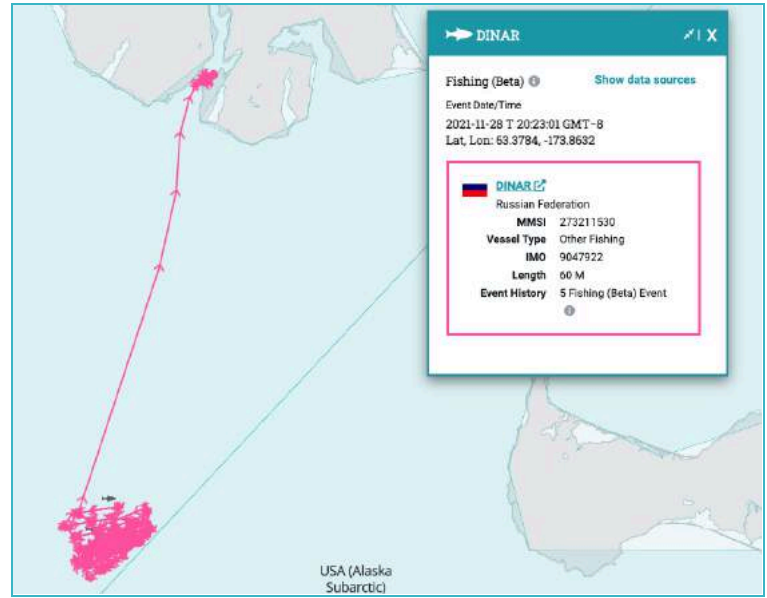 DINAR
X
Fishing (Beta)
Show data sources
Event Date/Time
2021-11-28 T 20:23:01 GMT-8
Lat, Lon: 63.3784, -173.8632
DINAR
Russian Federation
MMSI 273211530
Vessel Type Other Fishing
IMO 9047922
Length 60 M
Event History 5 Fishing (Beta) Event
USA (Alaska
Subarctic)